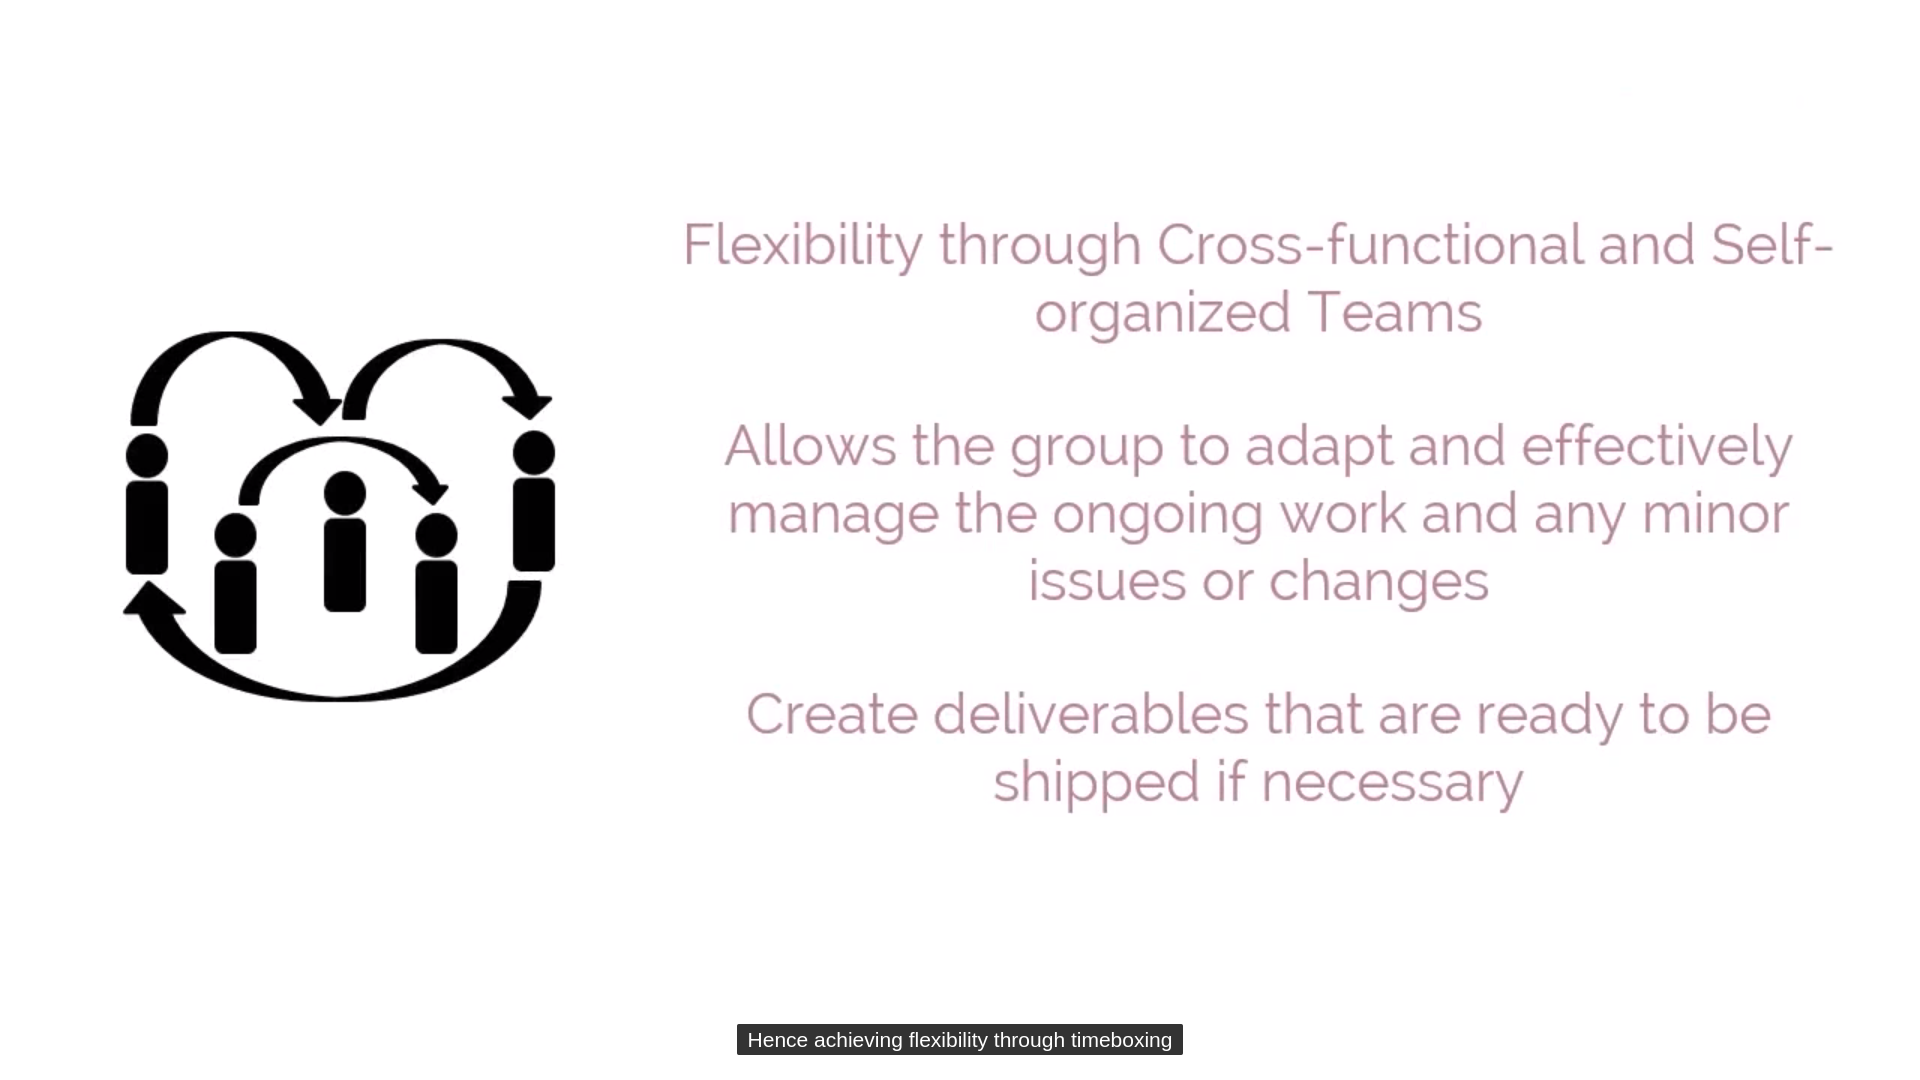 Flexibility through Cross-functional and Self-
organized Teams
Allows the group to adapt and effectively
manage the ongoing work and any minor
issues or changes
Create deliverables that are ready to be
shipped if necessary
Hence achieving flexibility through timeboxing